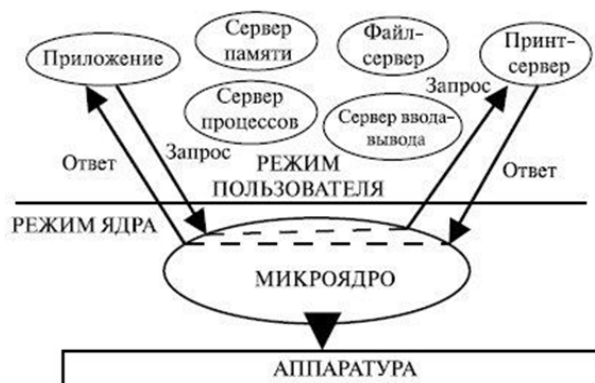 Приложение
Сервер
памяти
Файл-
сервер
Принт-
сервер
Сервер
процессов
Сервер ввода-
вывода
Запрос
Ответ
Запрос
Ответ
РЕЖИМ
ПОЛЬЗОВАТЕЛЯ
РЕЖИМ ЯДРА
МИКРОЯДРО
АППАРАТУРА